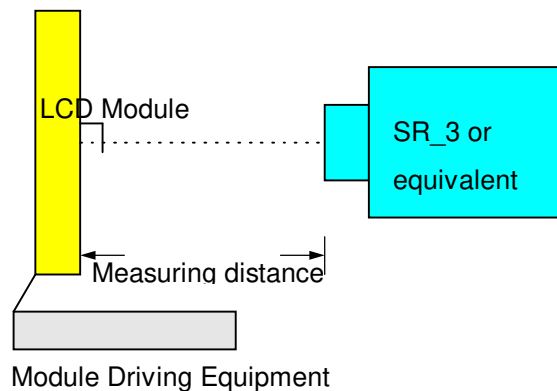 LCD Module
SR_3 or
equivalent
Measuring distance
Module Driving Equipment